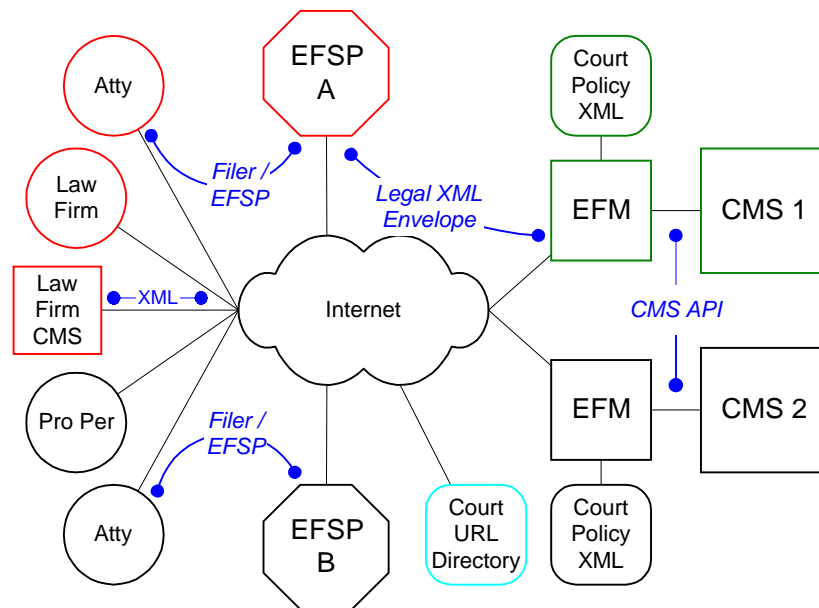 EFSP
A
Court
Policy
XML
Atty
Filer /
EFSP
Law
Firm
Legal XML
Envelope
EFM
CMS 1
Law
Firm
CMS
XML
Internet
CMS API
Pro Per
Filer /
EFSP
EFM
CMS 2
Atty
EFSP
B
Court
URL
Directory
Court
Policy
XML